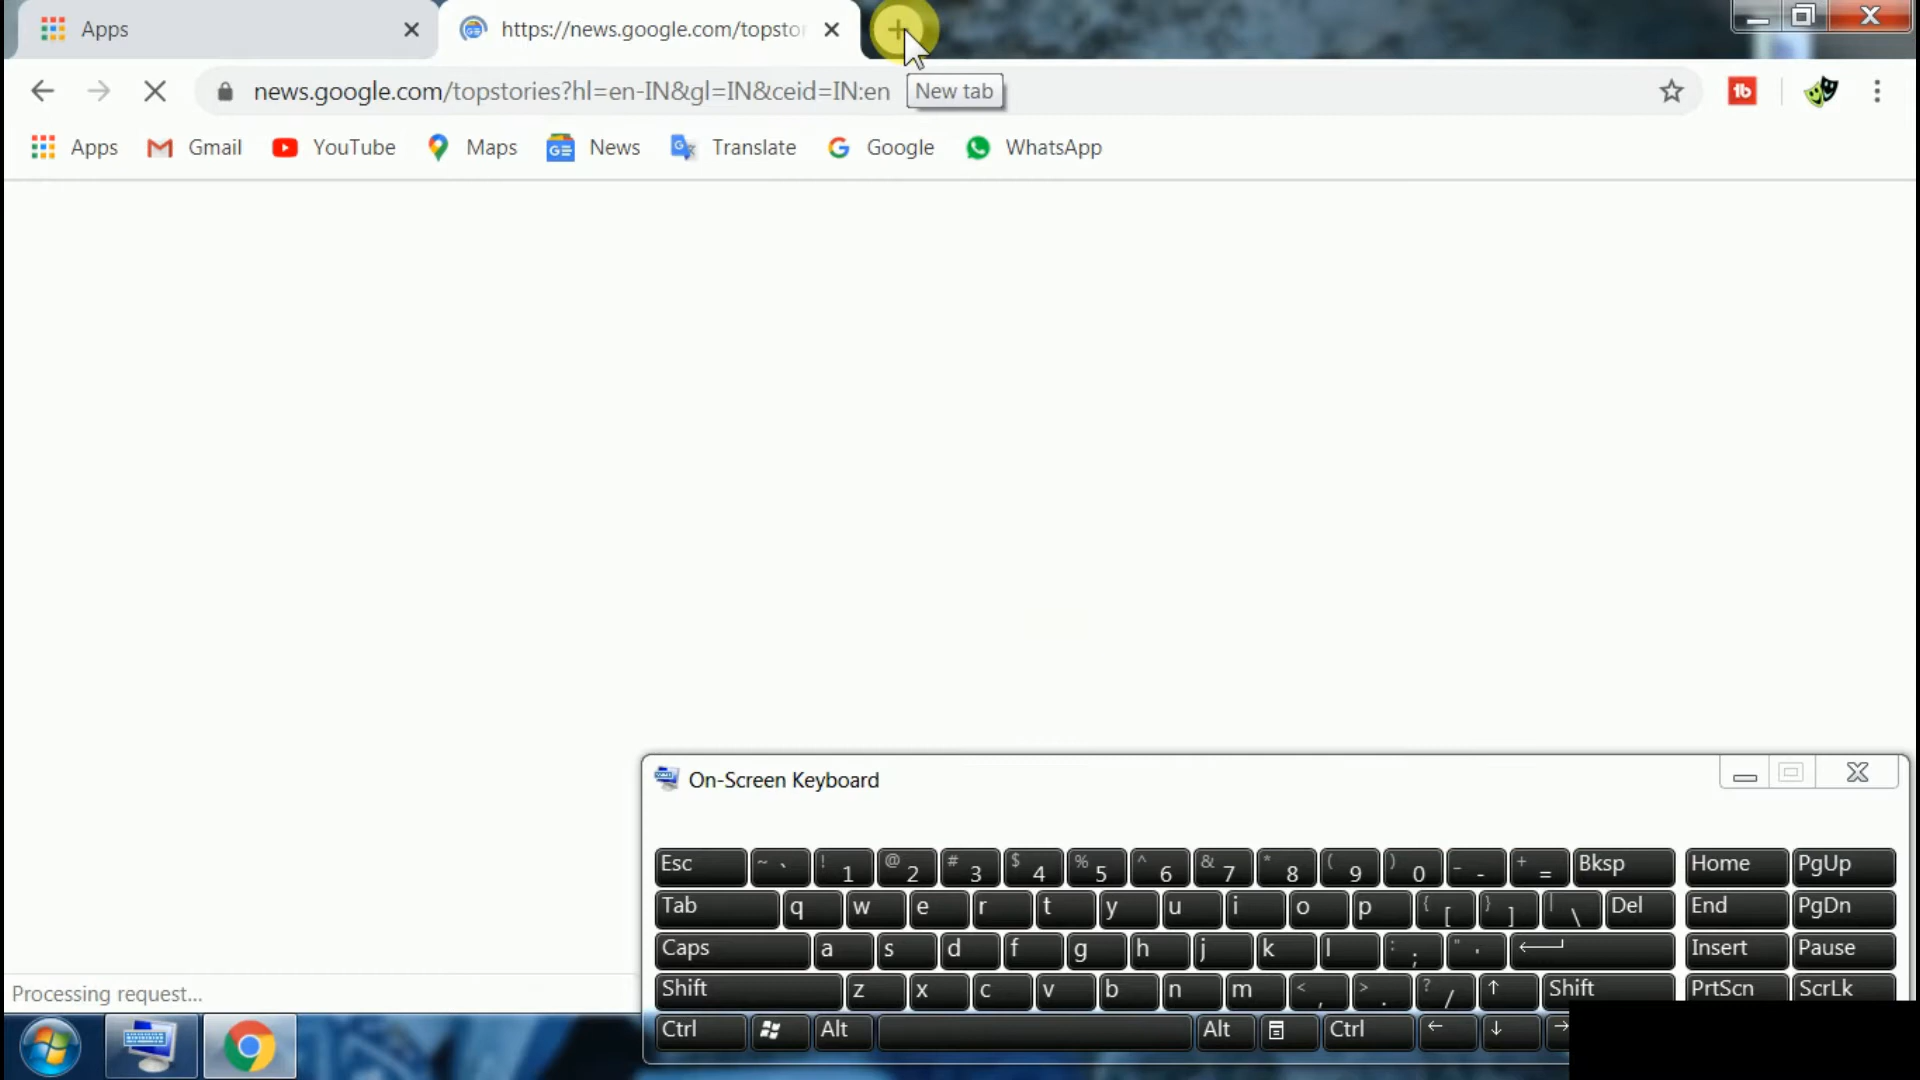 Apps
https://news.google.com/topsto
news.google.com/topstories?hl=en-IN&gl=IN&ceid=IN:en
New tab
Apps Gmail YouTube Maps News Translate Google WhatsApp
On-Screen Keyboard
Esc ~ ` ! 1 @ 2 # 3 $ 4 % 5 ^ 6 & 7 * 8 ( 9 ) 0 _ - + = Bksp Home PgUp
Tab q w e r t y u i o p { [ } ] | \ Del End PgDn
Caps a s d f g h j k l : ; " ' Insert Pause
Shift z x c v b n m < , > . ? / ↑ Shift PrtScn ScrLk
Processing request...
Ctrl Alt Alt Ctrl ← ↓ →